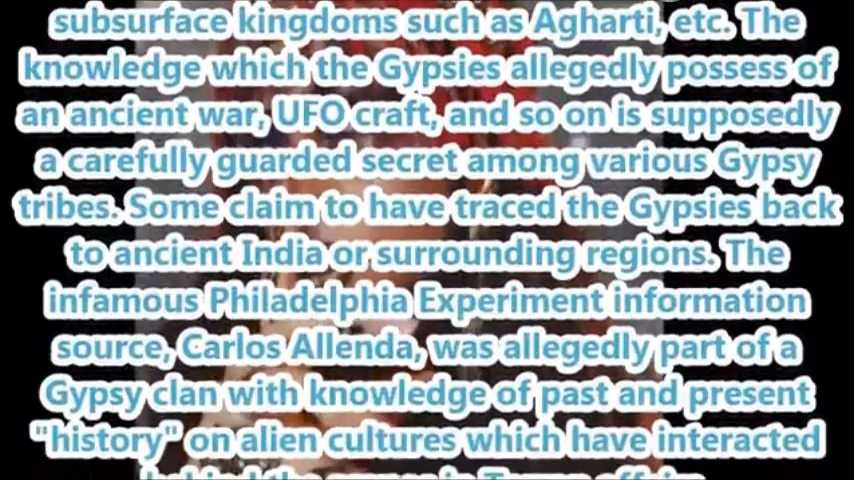 subsurface kingdoms such as Agharti, etc. The
knowledge which the Gypsies allegedly possess of
an ancient war, UFO craft, and so on is supposedly
a carefully guarded secret among various Gypsy
tribes. Some claim to have traced the Gypsies back
to ancient India or surrounding regions. The
infamous Philadelphia Experiment information
source, Carlos Allenda, was allegedly part of a
Gypsy clan with knowledge of past and present
"history" on alien cultures which have interacted
behind the